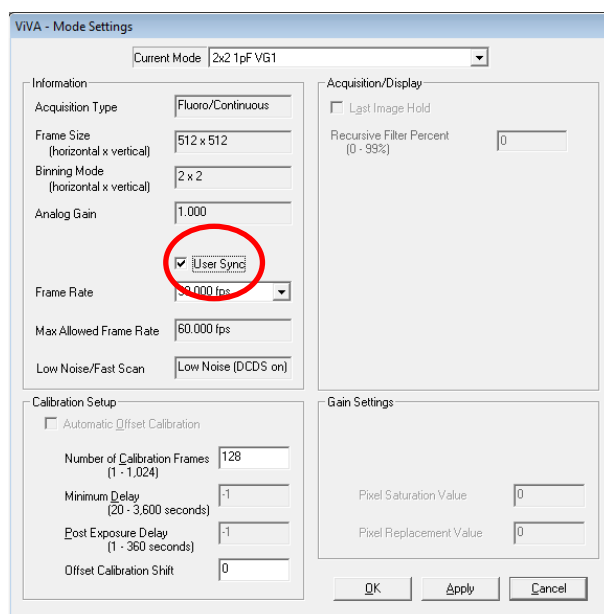 ViVA - Mode Settings
Current Mode 2x2 1pF VG1
Information
Acquisition Type Fluoro/Continuous
Frame Size 512 x 512
(horizontal x vertical)
Binning Mode 2 x 2
(horizontal x vertical)
Analog Gain 1.000
User Sync
Frame Rate 30.000 fps
Max Allowed Frame Rate 60.000 fps
Low Noise/Fast Scan Low Noise (DCDS on)
Acquisition/Display
Last Image Hold
Recursive Filter Percent 0
(0 - 99%)
Calibration Setup
Automatic Offset Calibration
Number of Calibration Frames 128
(1 - 1,024)
Minimum Delay -1
(20 - 3,600 seconds)
Post Exposure Delay -1
(1 - 360 seconds)
Offset Calibration Shift 0
Gain Settings
Pixel Saturation Value 0
Pixel Replacement Value 0
OK Apply Cancel